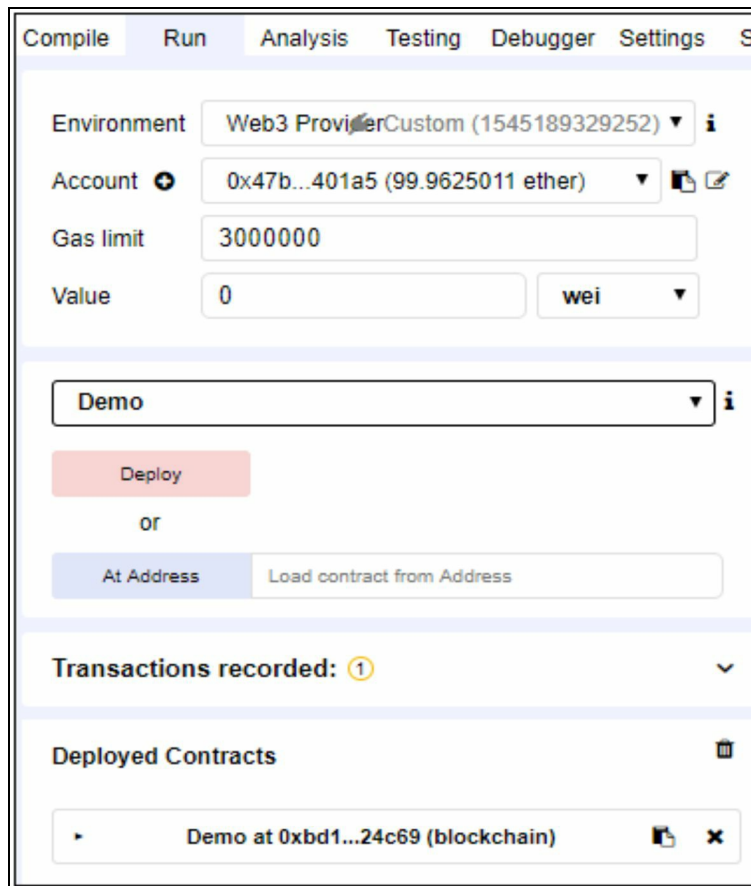 Compile Run Analysis Testing Debugger Settings S
Environment Web3 Provider Custom (1545189329252)
Account 0x47b...401a5 (99.9625011 ether)
Gas limit 3000000
Value 0 wei
Demo
Deploy
or
At Address Load contract from Address
Transactions recorded: 1
Deployed Contracts
Demo at 0xbd1...24c69 (blockchain)